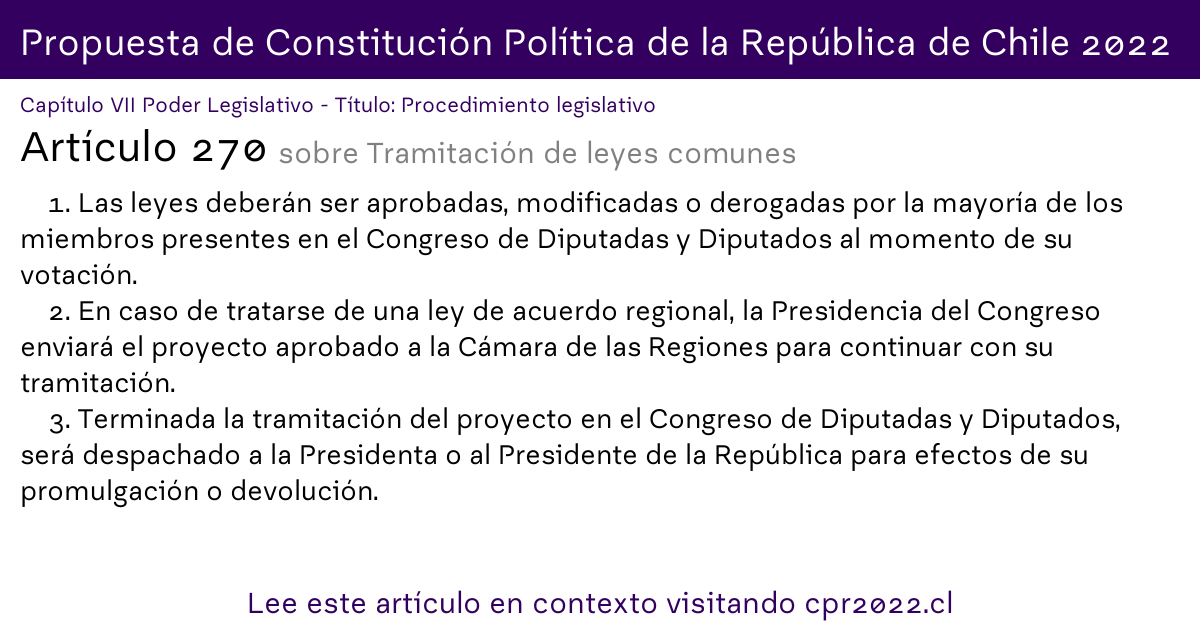 Propuesta de Constitución Política de la República de Chile 2022
Capítulo VII Poder Legislativo - Título: Procedimiento legislativo
Artículo 270 sobre Tramitación de leyes comunes
1. Las leyes deberán ser aprobadas, modificadas o derogadas por la mayoría de los
miembros presentes en el Congreso de Diputadas y Diputados al momento de su
votación.
2. En caso de tratarse de una ley de acuerdo regional, la Presidencia del Congreso
enviará el proyecto aprobado a la Cámara de las Regiones para continuar con su
tramitación.
3. Terminada la tramitación del proyecto en el Congreso de Diputadas y Diputados,
será despachado a la Presidenta o al Presidente de la República para efectos de su
promulgación o devolución.
Lee este artículo en contexto visitando cpr2022.cl